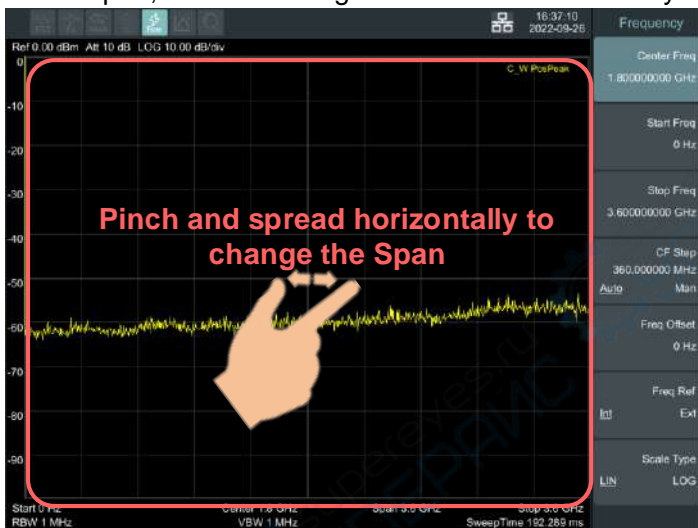 16:37:10
2022-09-26
Frequency
Ref 0.00 dBm Att 10 dB LOG 10.00 dB/div
C_W PosPeak
0
-10
-20
-30
-40
-50
-60
-70
-80
-90
Pinch and spread horizontally to
change the Span
Center Freq
1.800000000 GHz
Start Freq
0 Hz
Stop Freq
3.600000000 GHz
CF Step
360.000000 MHz
Auto Man
Freq Offset
0 Hz
Freq Ref
Int Ext
Scale Type
LIN LOG
Start 0 Hz Center 1.8 GHz Span 3.6 GHz Stop 3.6 GHz
RBW 1 MHz VBW 1 MHz SweepTime 192.289 ms